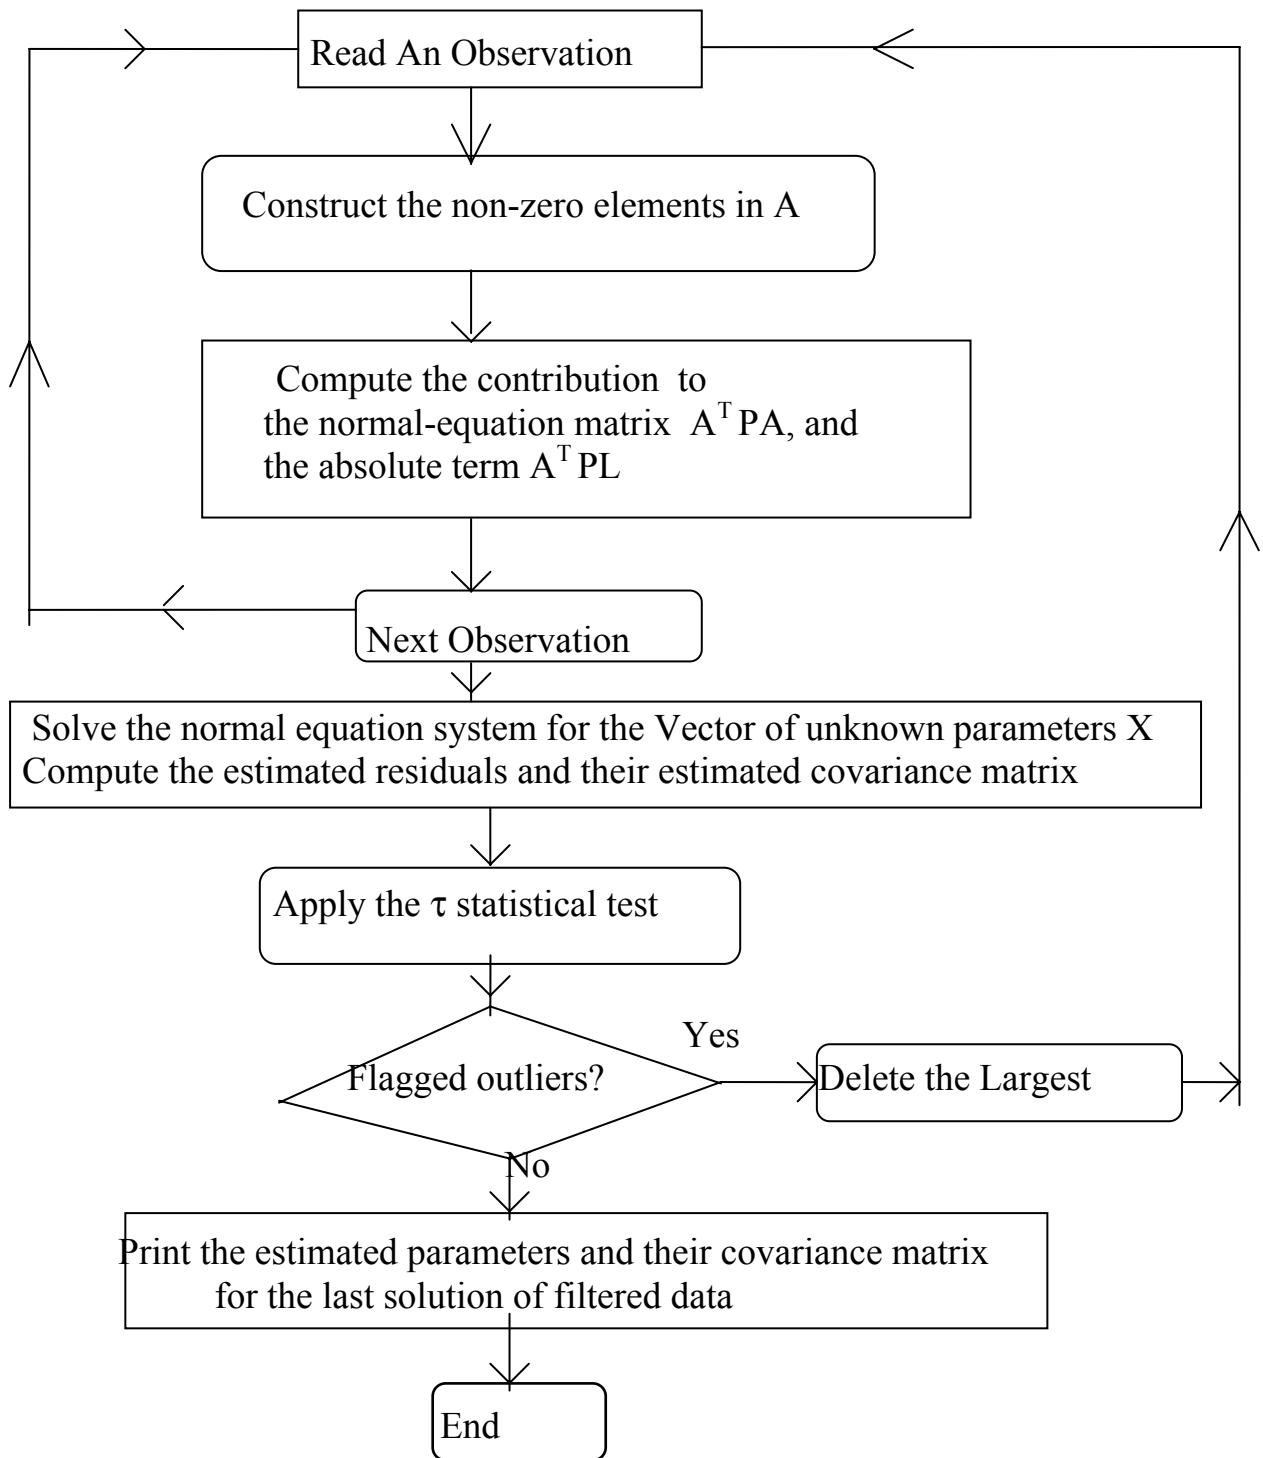 Read An Observation
Construct the non-zero elements in A
Compute the contribution to
the normal-equation matrix Aᵀ PA, and
the absolute term Aᵀ PL
Next Observation
Solve the normal equation system for the Vector of unknown parameters X
Compute the estimated residuals and their estimated covariance matrix
Apply the τ statistical test
Yes
Flagged outliers?
Delete the Largest
No
Print the estimated parameters and their covariance matrix
for the last solution of filtered data
End